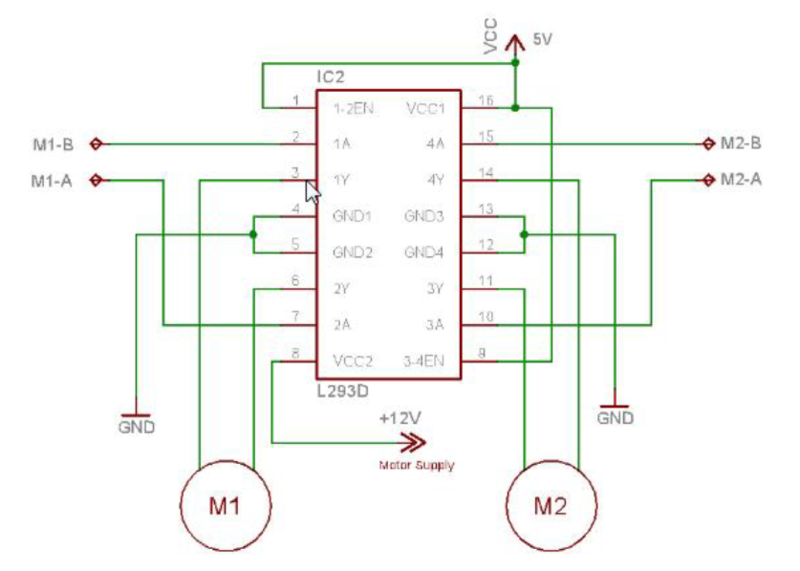 VCC
5V
IC2
1 1-2EN VCC1 16
M1-B 2 1A 4A 15 M2-B
M1-A 3 1Y 4Y 14 M2-A
4 GND1 GND3 13
5 GND2 GND4 12
6 2Y 3Y 11
7 2A 3A 10
8 VCC2 3-4EN 9
L293D
GND
+12V
GND
Motor Supply
M1
M2